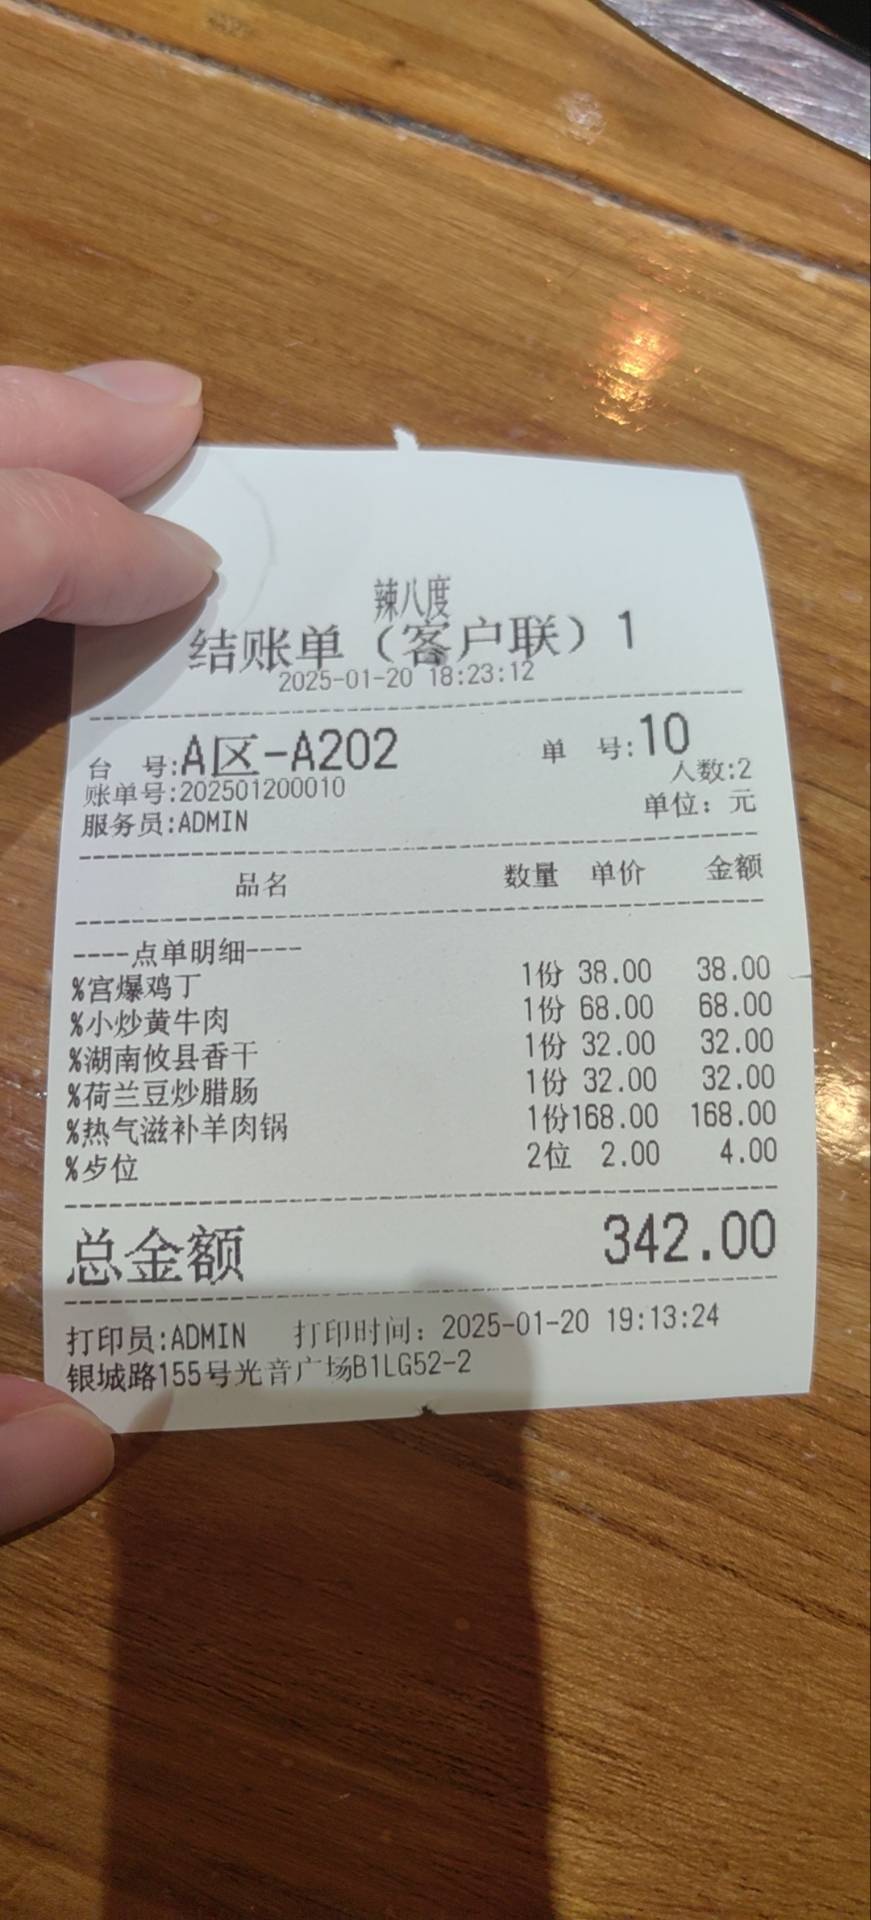 辣八度
结账单（客户联）1
2025-01-20 18:23:12
台 号:A区-A202 单 号:10
账单号:202501200010 人数:2
服务员:ADMIN 单位：元
品名 数量 单价 金额
----点单明细----
%宫爆鸡丁 1份 38.00 38.00
%小炒黄牛肉 1份 68.00 68.00
%湖南攸县香干 1份 32.00 32.00
%荷兰豆炒腊肠 1份 32.00 32.00
%热气滋补羊肉锅 1份168.00 168.00
%歺位 2位 2.00 4.00
总金额 342.00
打印员:ADMIN 打印时间：2025-01-20 19:13:24
银城路155号光音广场B1LG52-2